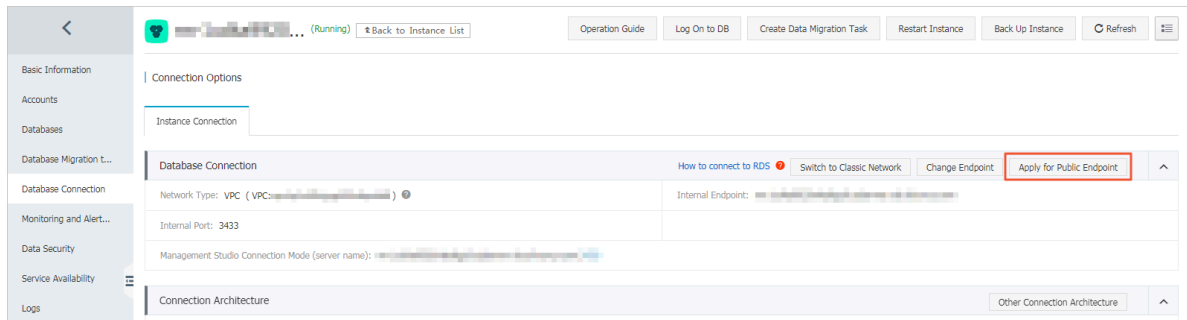 ... (Running) Back to Instance List Operation Guide Log On to DB Create Data Migration Task Restart Instance Back Up Instance Refresh
Basic Information
Connection Options
Accounts
Instance Connection
Databases
Database Migration t...
Database Connection How to connect to RDS Switch to Classic Network Change Endpoint Apply for Public Endpoint
Database Connection
Network Type: VPC ( VPC: ) Internal Endpoint:
Monitoring and Alert...
Internal Port: 3433
Data Security
Management Studio Connection Mode (server name):
Service Availability
Connection Architecture Other Connection Architecture
Logs